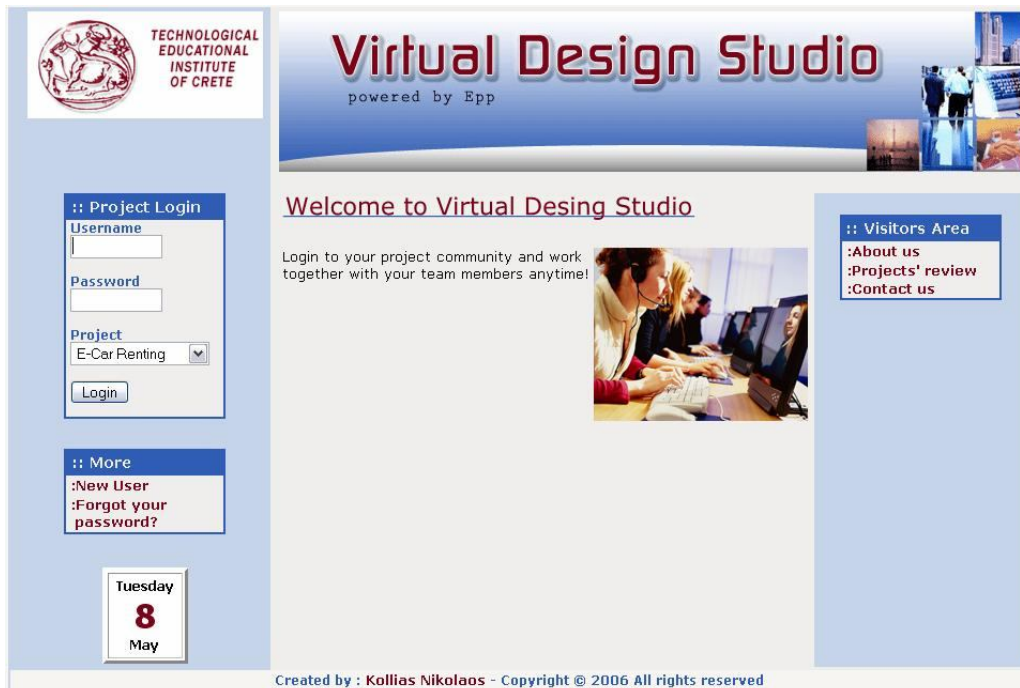 TECHNOLOGICAL
EDUCATIONAL
INSTITUTE
OF CRETE
Virtual Design Studio
powered by Epp
:: Project Login
Username
Password
Project
E-Car Renting
Login
:: More
:New User
:Forgot your
password?
Tuesday
8
May
Welcome to Virtual Desing Studio
Login to your project community and work
together with your team members anytime!
:: Visitors Area
:About us
:Projects' review
:Contact us
Created by : Kollias Nikolaos - Copyright © 2006 All rights reserved